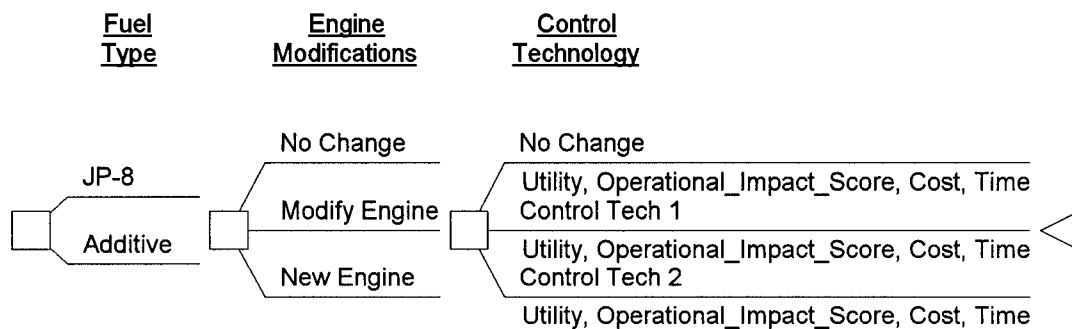 Fuel
Type
Engine
Modifications
Control
Technology
JP-8
Additive
No Change
Modify Engine
New Engine
No Change
Utility, Operational_Impact_Score, Cost, Time
Control Tech 1
Utility, Operational_Impact_Score, Cost, Time
Control Tech 2
Utility, Operational_Impact_Score, Cost, Time